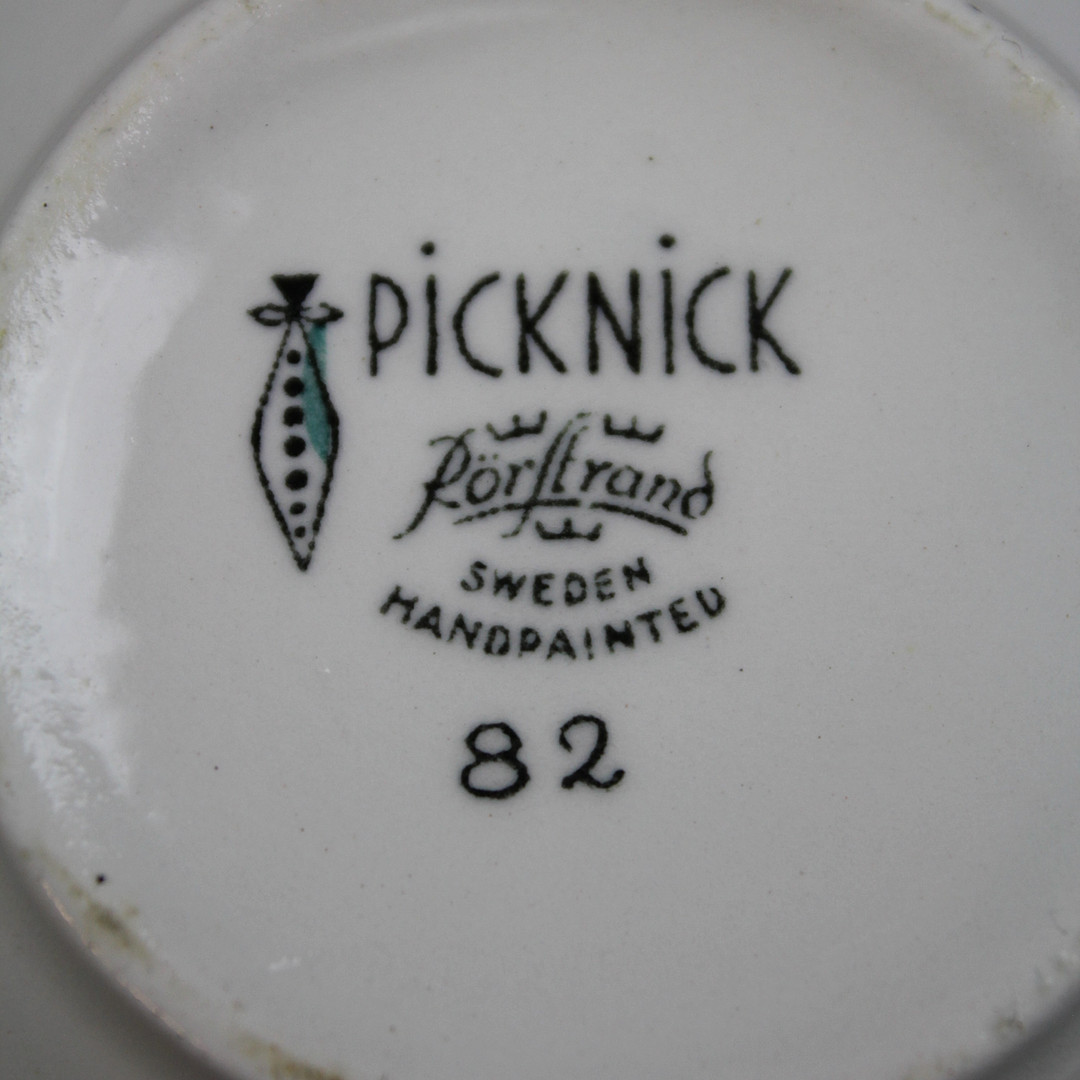 PiCKNiCK
Rörstrand
SWEDEN
HANDPAINTED
82